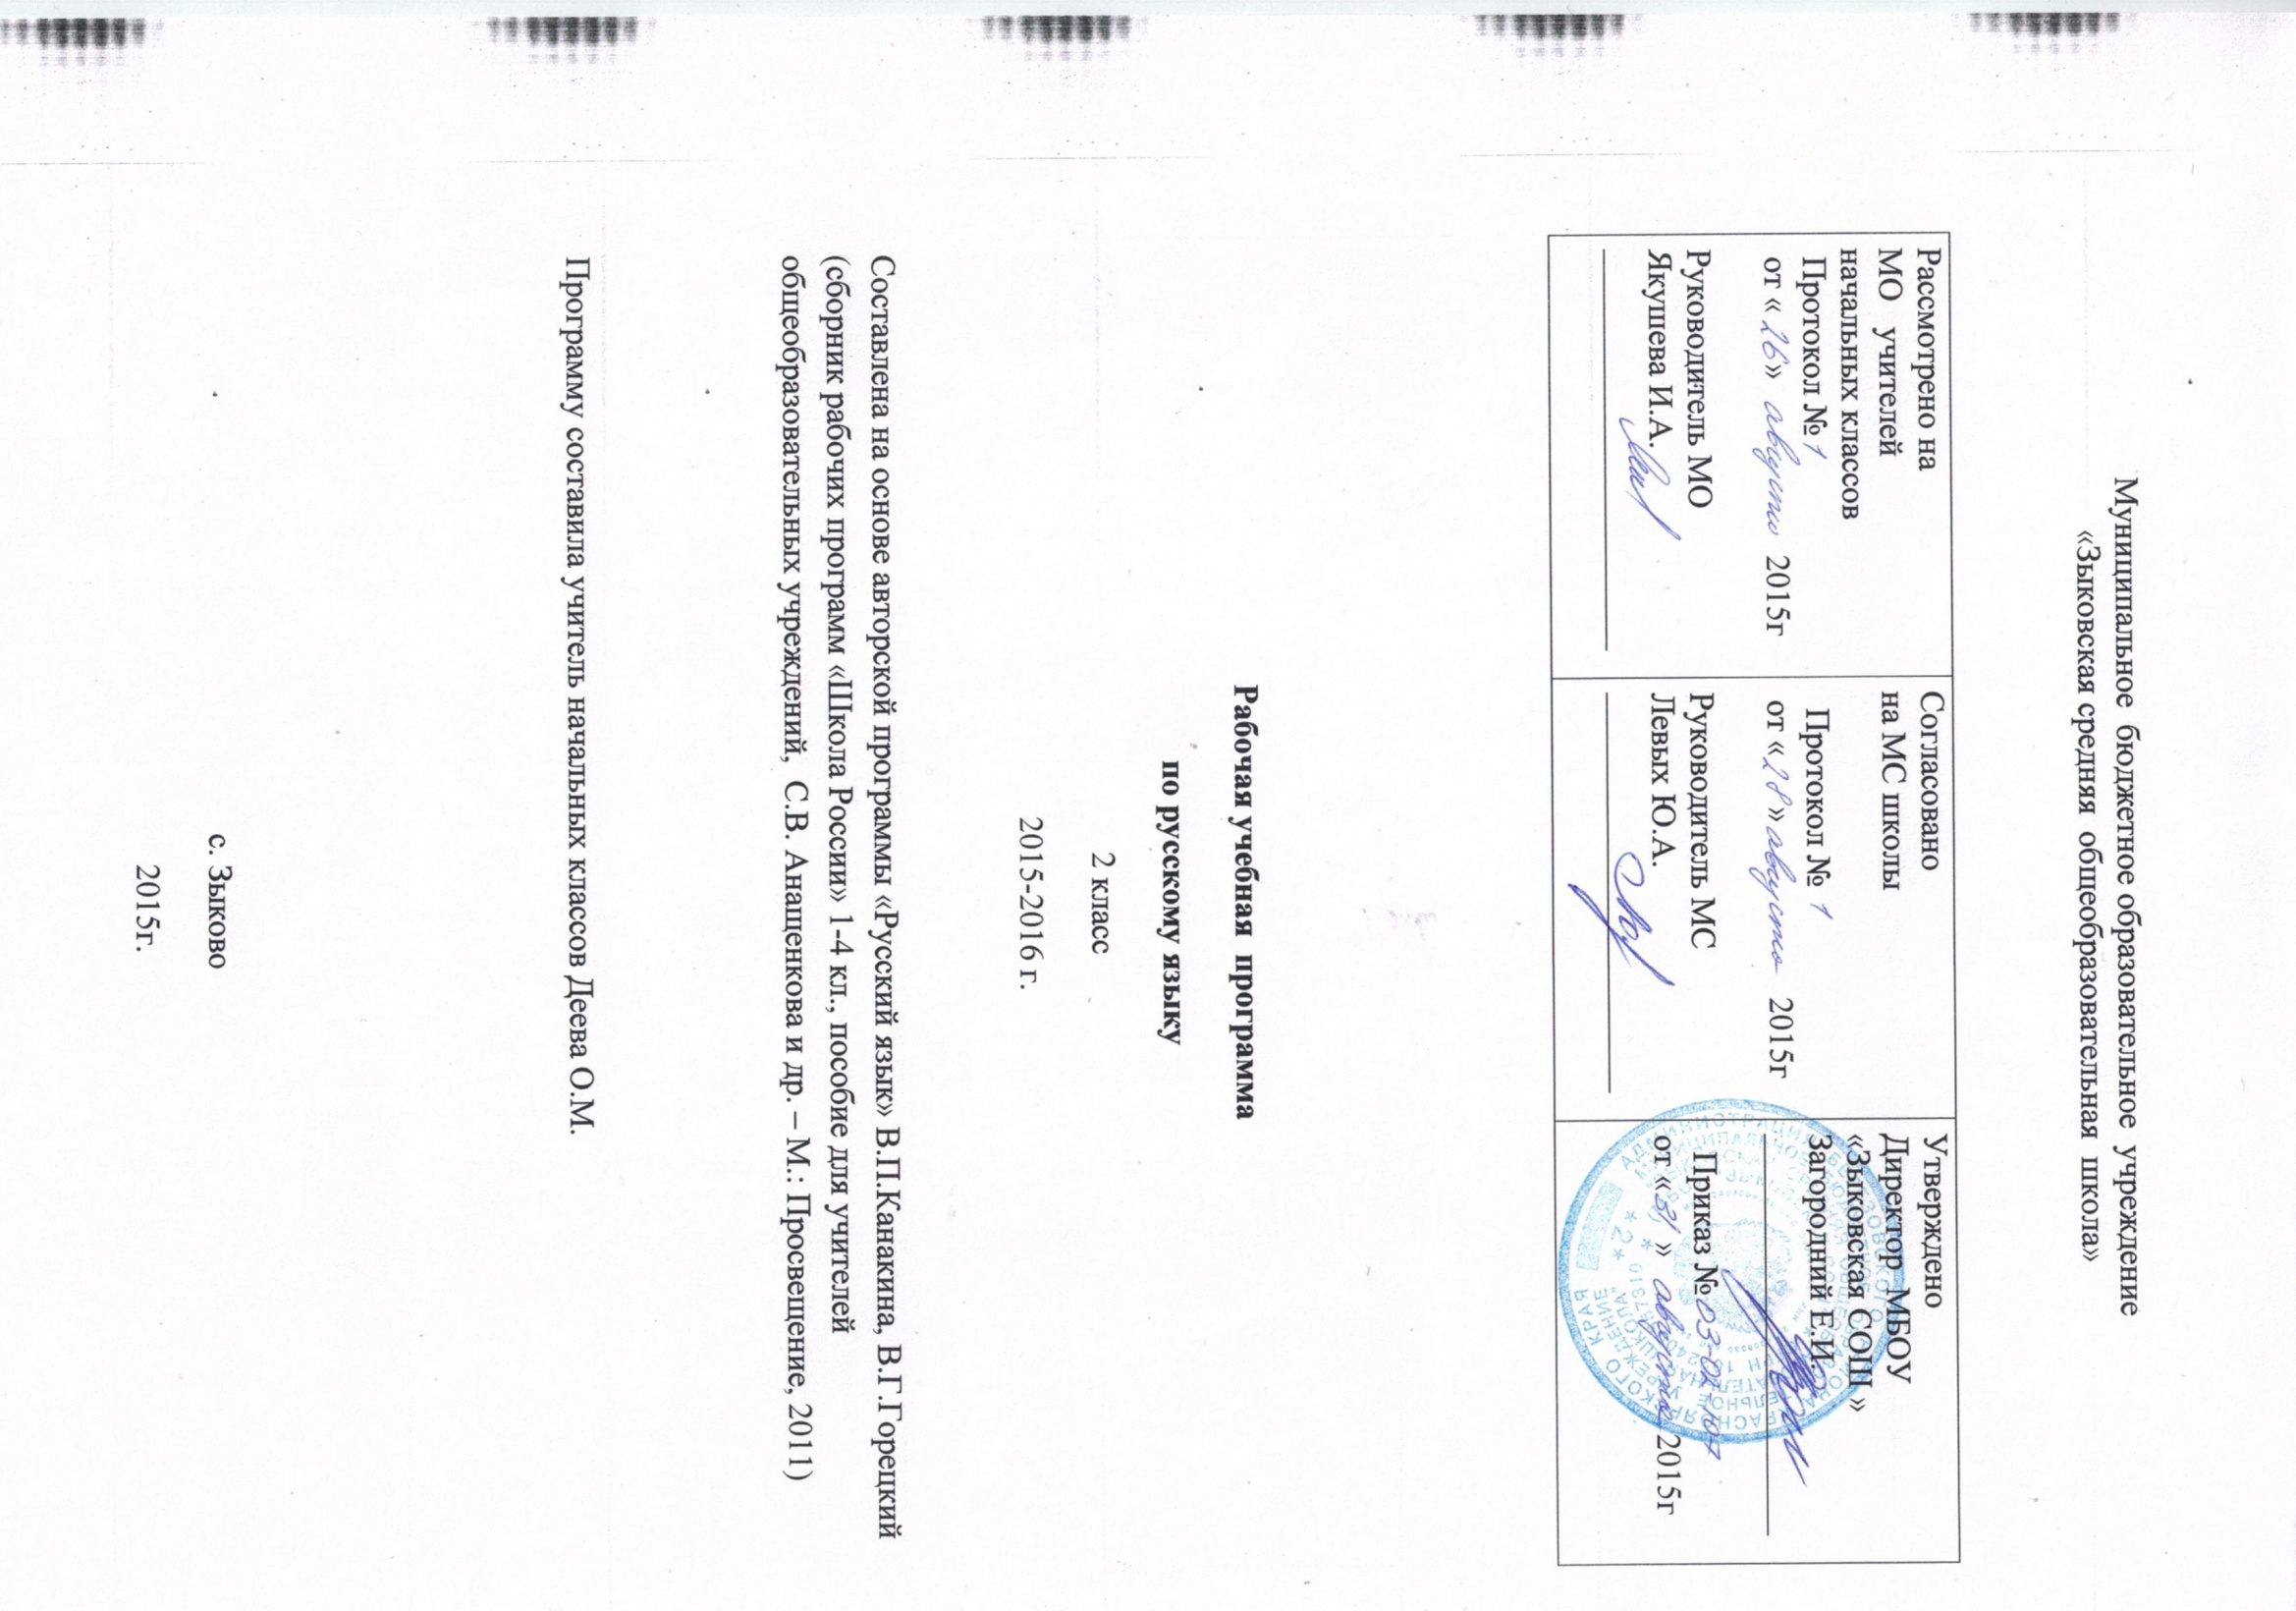 Муниципальное бюджетное образовательное учреждение
«Зыковская средняя общеобразовательная школа»
Рассмотрено на
МО учителей
начальных классов
Протокол №1
от «26» августа 2015г
Руководитель МО
Якушева И.А.
Согласовано
на МС школы
Протокол № 1
от «28» августа 2015г
Руководитель МС
Левых Ю.А.
Утверждено
Директор МБОУ
«Зыковская СОШ »
Загородний Е.И.
Приказ №03-02-
от «31» августа 2015г
Рабочая учебная программа
по русскому языку
2 класс
2015-2016 г.
Составлена на основе авторской программы «Русский язык» В.П.Канакина, В.Г.Горецкий
(сборник рабочих программ «Школа России» 1-4 кл., пособие для учителей
общеобразовательных учреждений, С.В. Анащенкова и др. – М.: Просвещение, 2011)
Программу составила учитель начальных классов Деева О.М.
с. Зыково
2015г.